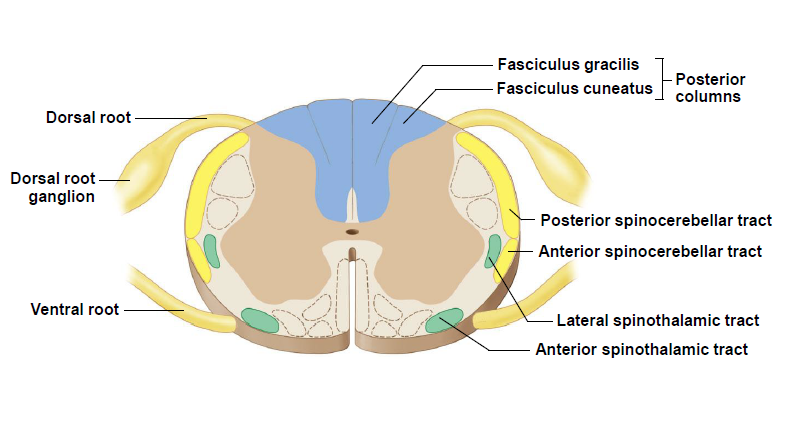 Fasciculus gracilis
Fasciculus cuneatus
Posterior
columns
Dorsal root
Dorsal root
ganglion
Posterior spinocerebellar tract
Anterior spinocerebellar tract
Ventral root
Lateral spinothalamic tract
Anterior spinothalamic tract